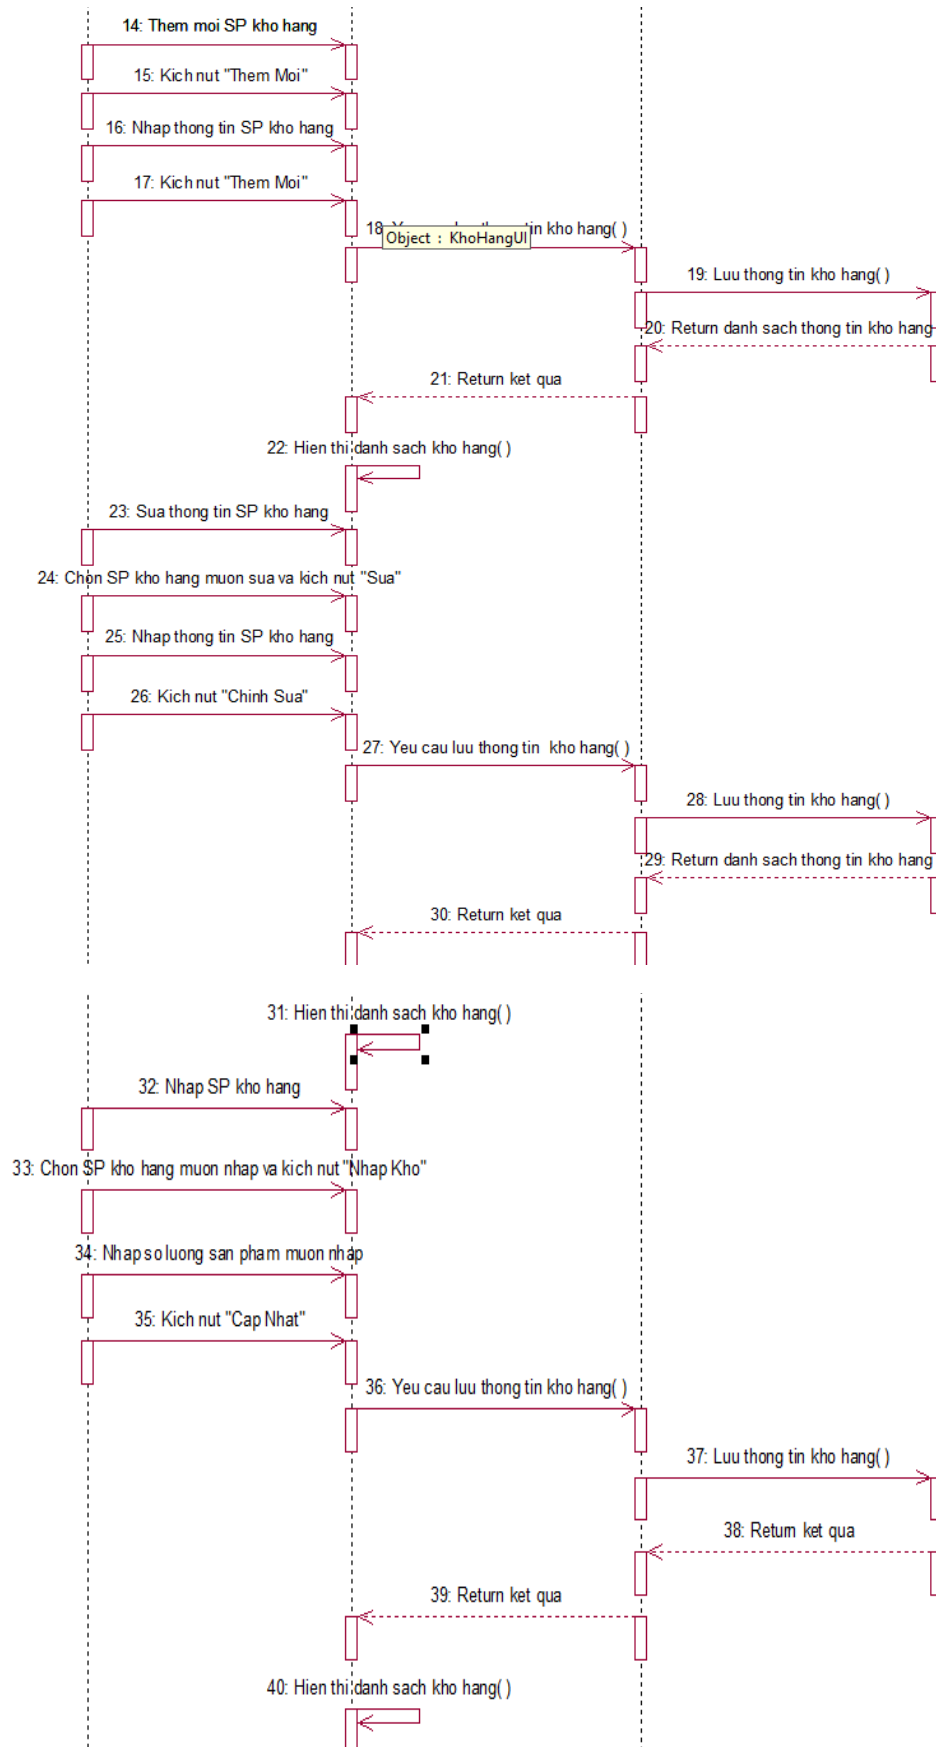 14: Them moi SP kho hang
15: Kich nut "Them Moi"
16: Nhap thong tin SP kho hang
17: Kich nut "Them Moi"
18: tin kho hang( )
Object : KhoHangUI
19: Luu thong tin kho hang( )
20: Return danh sach thong tin kho hang
21: Return ket qua
22: Hien thi danh sach kho hang( )
23: Sua thong tin SP kho hang
24: Chon SP kho hang muon sua va kich nut "Sua"
25: Nhap thong tin SP kho hang
26: Kich nut "Chinh Sua"
27: Yeu cau luu thong tin kho hang( )
28: Luu thong tin kho hang( )
29: Return danh sach thong tin kho hang
30: Return ket qua
31: Hien thi danh sach kho hang( )
32: Nhap SP kho hang
33: Chon SP kho hang muon nhap va kich nut "Nhap Kho"
34: Nhap so luong san pham muon nhap
35: Kich nut "Cap Nhat"
36: Yeu cau luu thong tin kho hang( )
37: Luu thong tin kho hang( )
38: Return ket qua
39: Return ket qua
40: Hien thi danh sach kho hang( )